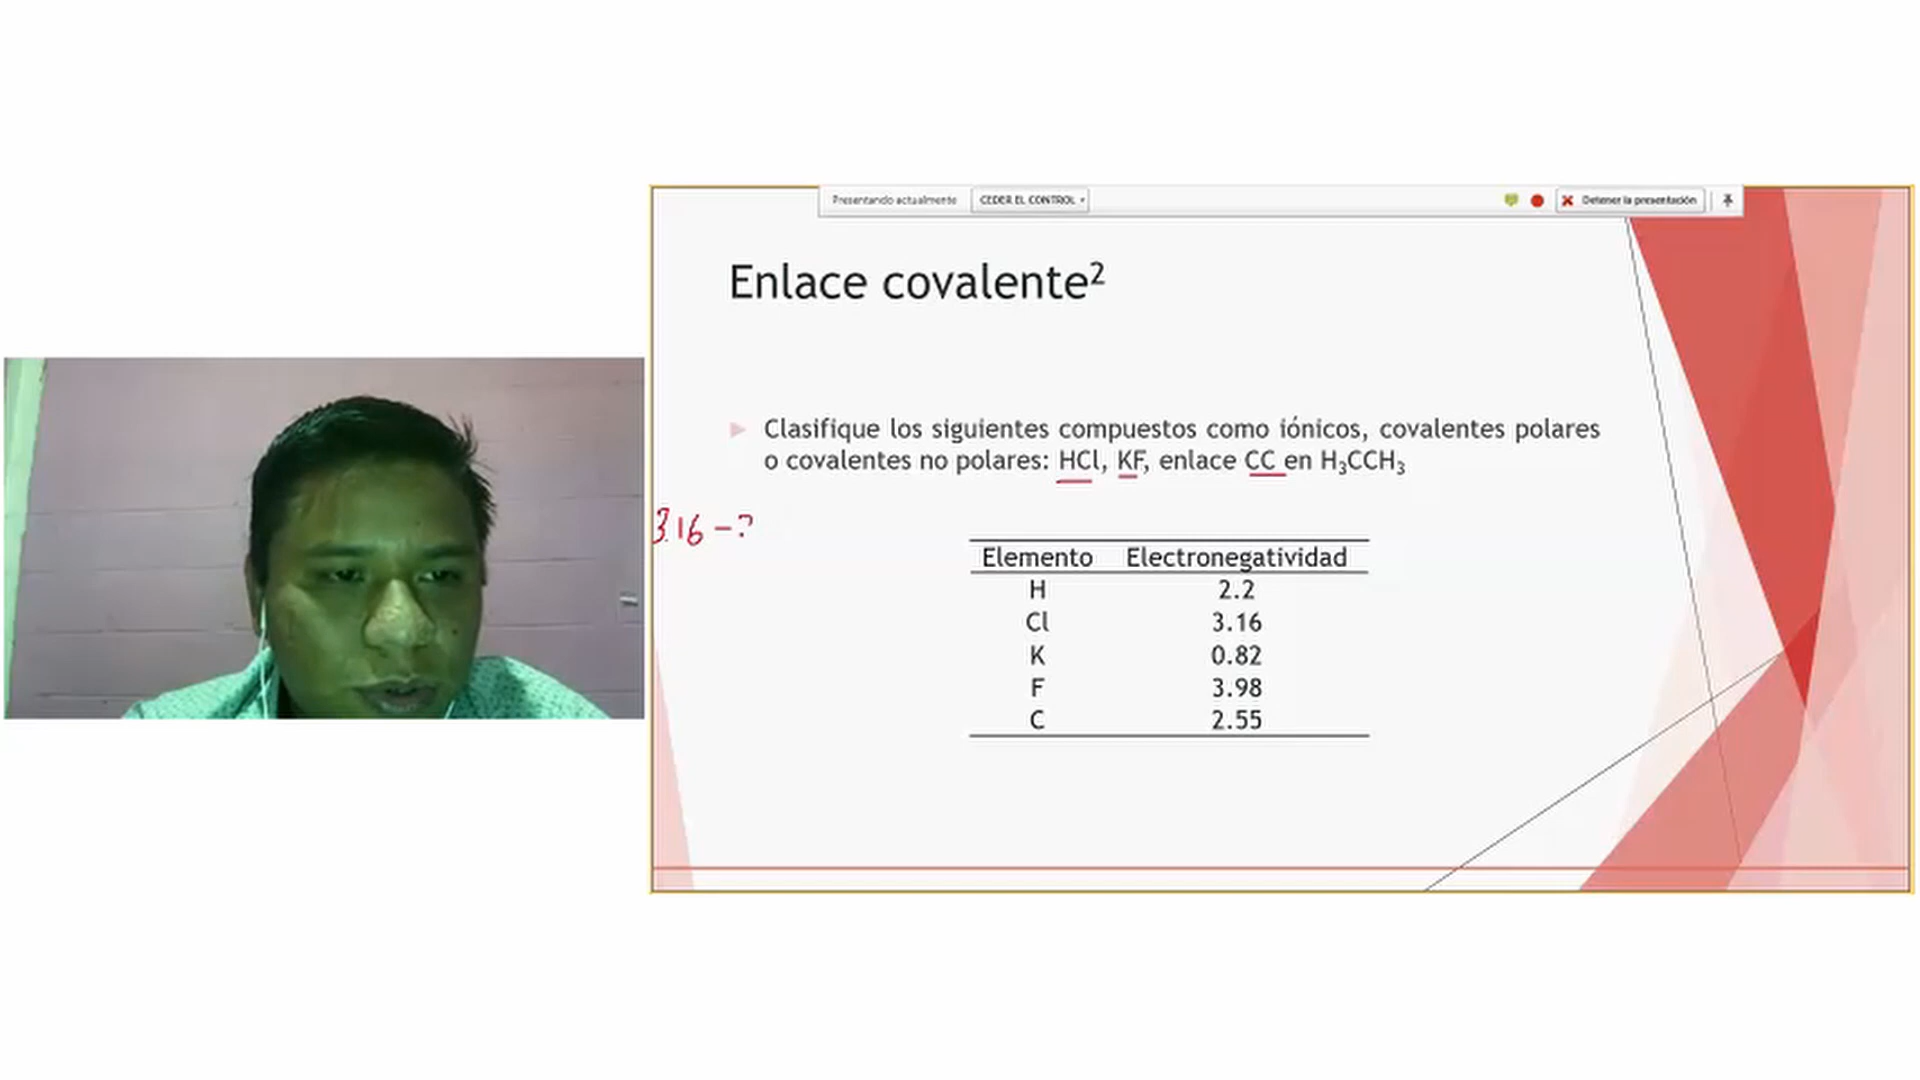 Presentando actualmente CEDER EL CONTROL Detener la presentación
Enlace covalente²
Clasifique los siguientes compuestos como iónicos, covalentes polares
o covalentes no polares: HCl, KF, enlace CC en H₃CCH₃
3.16 - 2
Elemento Electronegatividad
H 2.2
Cl 3.16
K 0.82
F 3.98
C 2.55